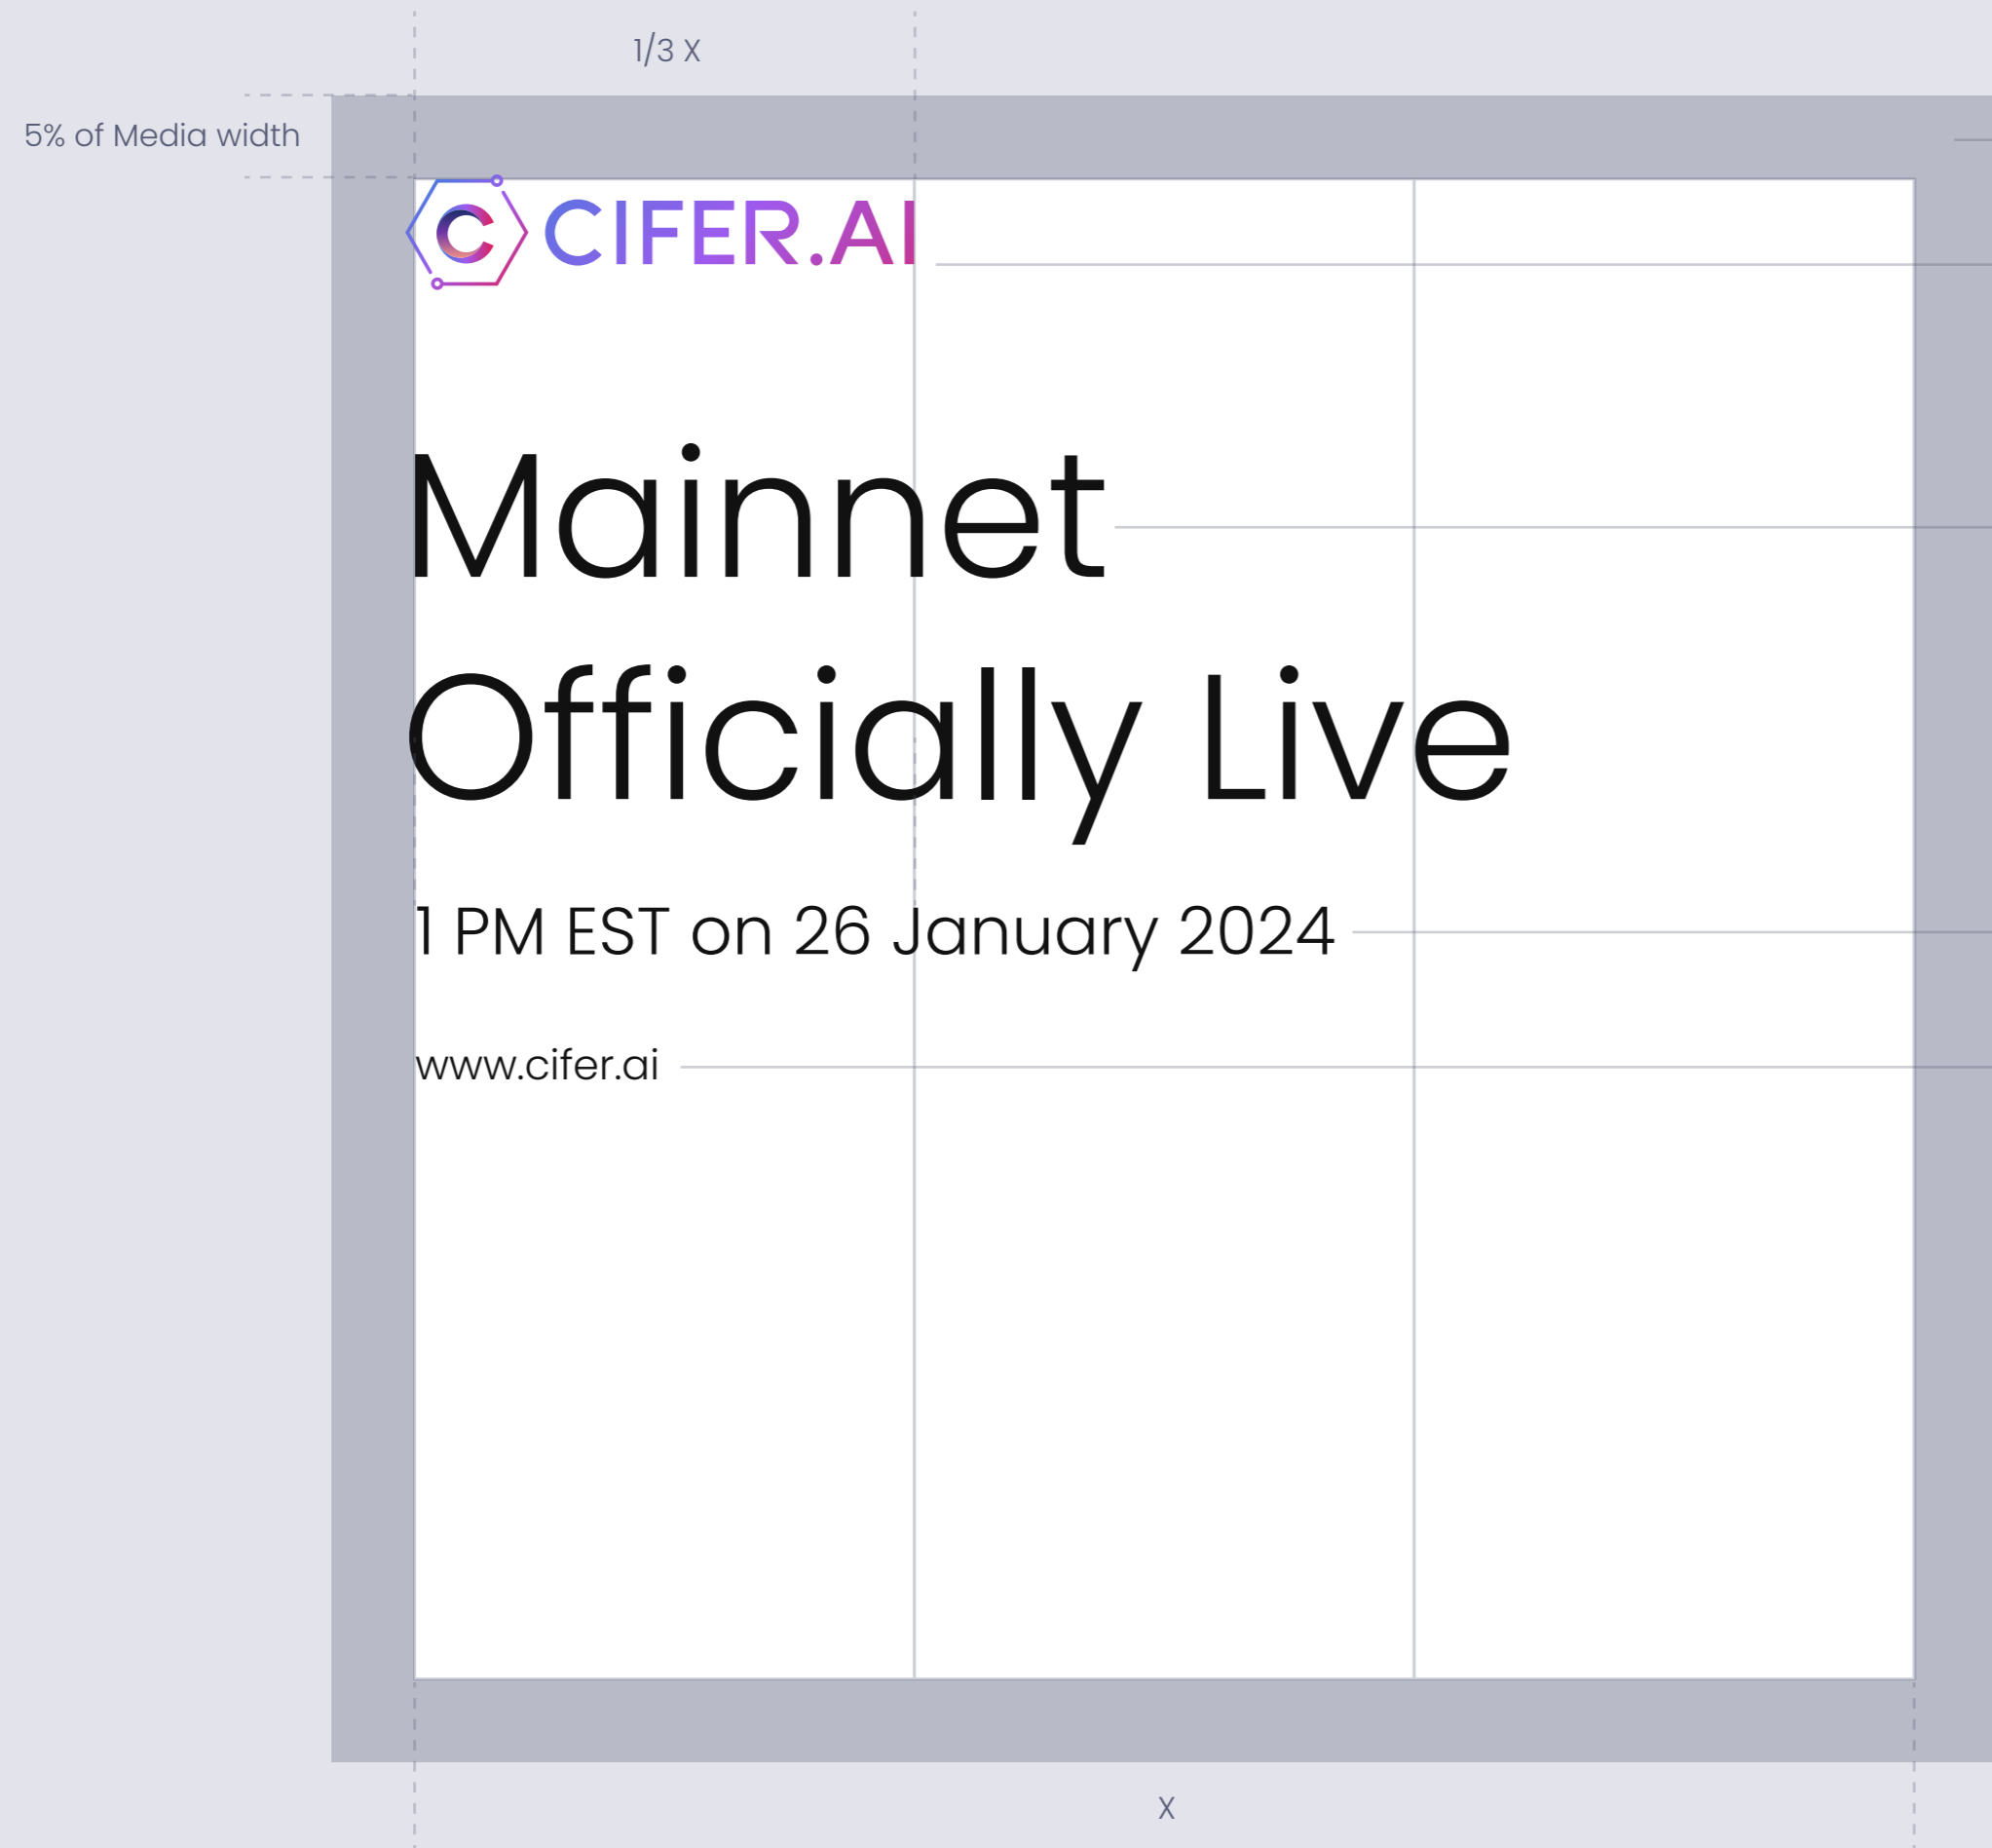 1/3 X
5% of Media width
CIFER.AI
Mainnet
Officially Live
1 PM EST on 26 January 2024
www.cifer.ai
X